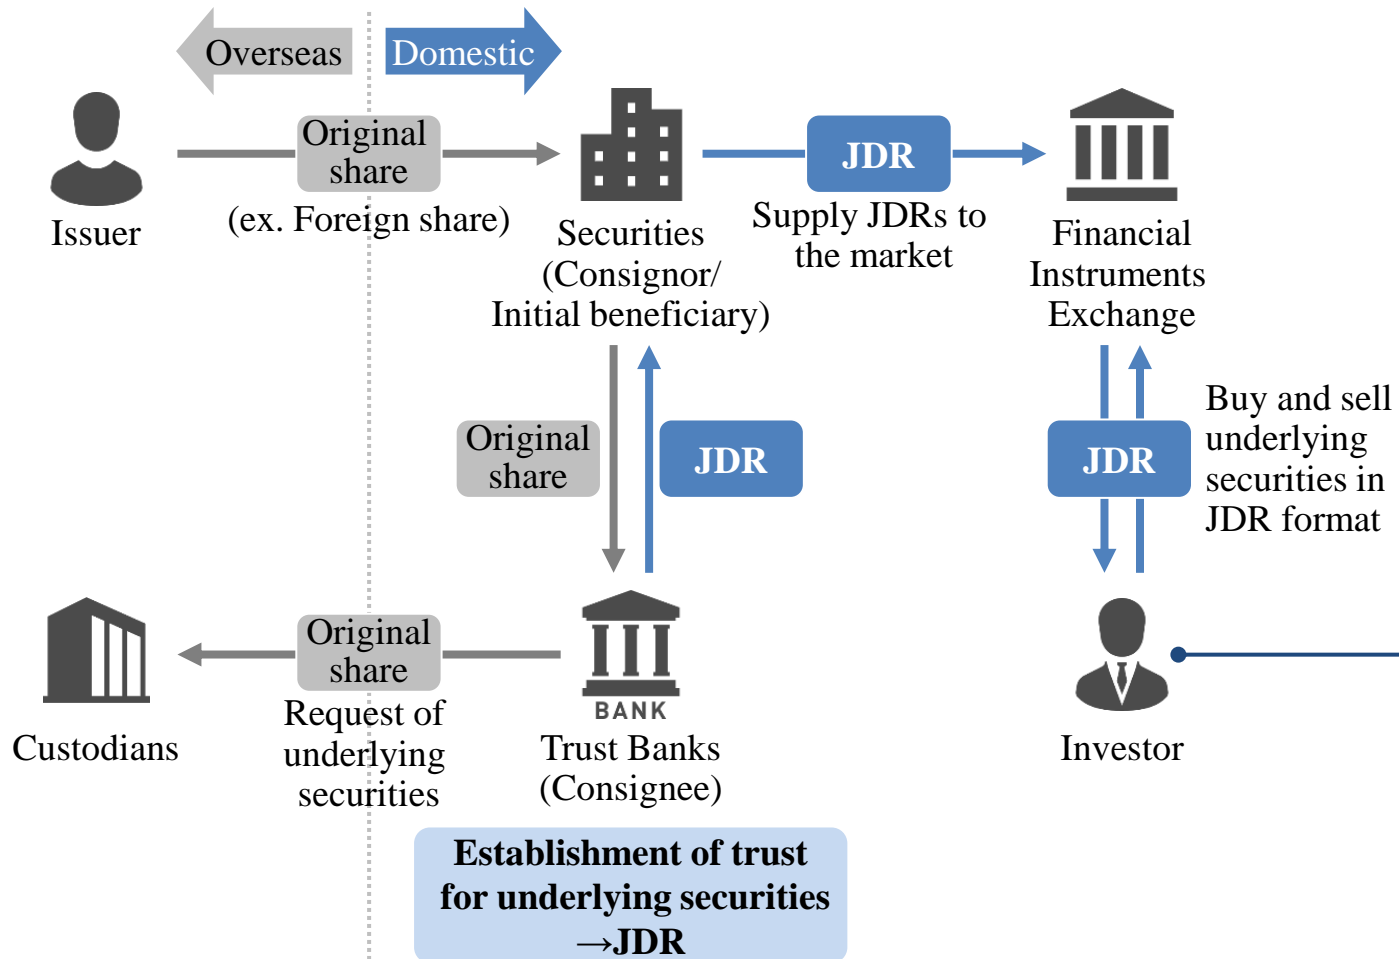 Overseas
Domestic
Original
share
(ex. Foreign share)
Issuer
Securities
(Consignor/
Initial beneficiary)
JDR
Supply JDRs to
the market
Financial
Instruments
Exchange
Original
share
JDR
JDR
Buy and sell
underlying
securities in
JDR format
Original
share
Request of
underlying
securities
Custodians
BANK
Trust Banks
(Consignee)
Investor
Establishment of trust
for underlying securities
→JDR